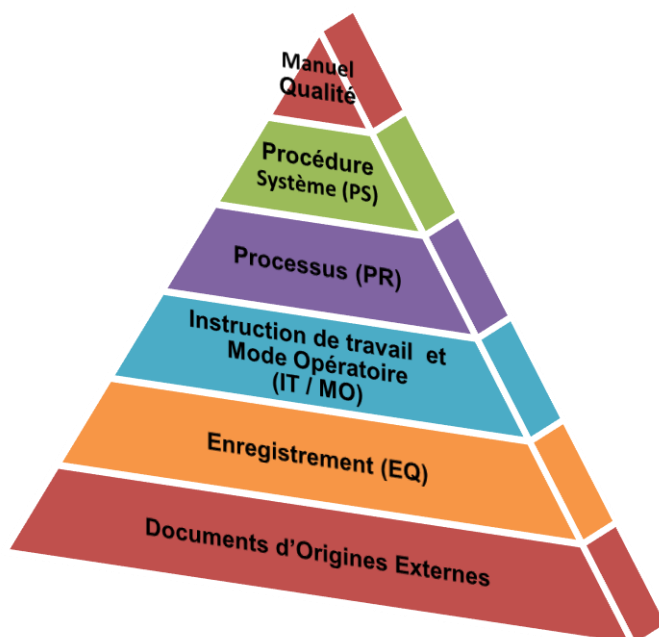 Manuel
Qualité
Procédure
Système (PS)
Processus (PR)
Instruction de travail et
Mode Opératoire
(IT / MO)
Enregistrement (EQ)
Documents d’Origines Externes